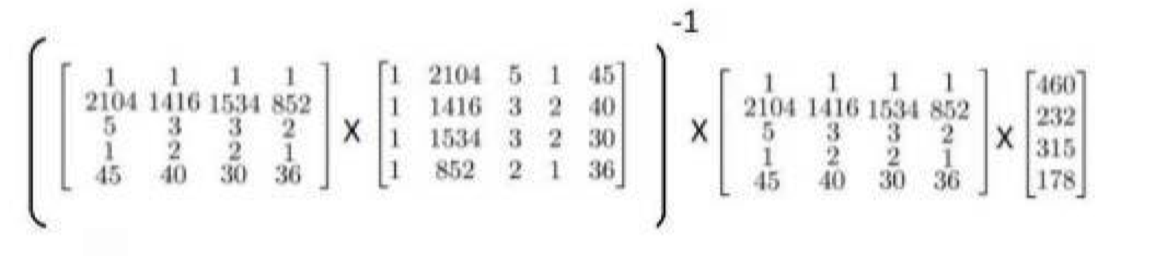 -1
1 1 1 1 1 2104 5 1 45 1 1 1 1 460
2104 1416 1534 852 1 1416 3 2 40 2104 1416 1534 852 232
5 3 3 2 X 1 1534 3 2 30 X 5 3 3 2 X 315
1 2 2 1 1 852 2 1 36 1 2 2 1 178
45 40 30 36 45 40 30 36